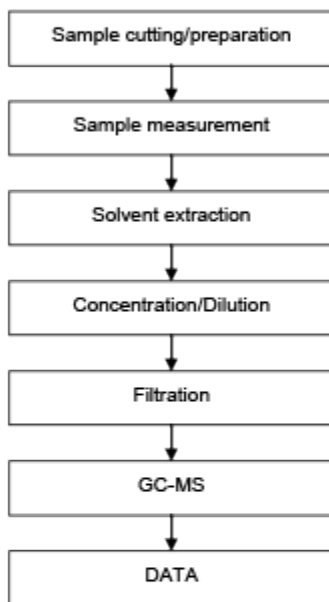 Sample cutting/preparation
Sample measurement
Solvent extraction
Concentration/Dilution
Filtration
GC-MS
DATA